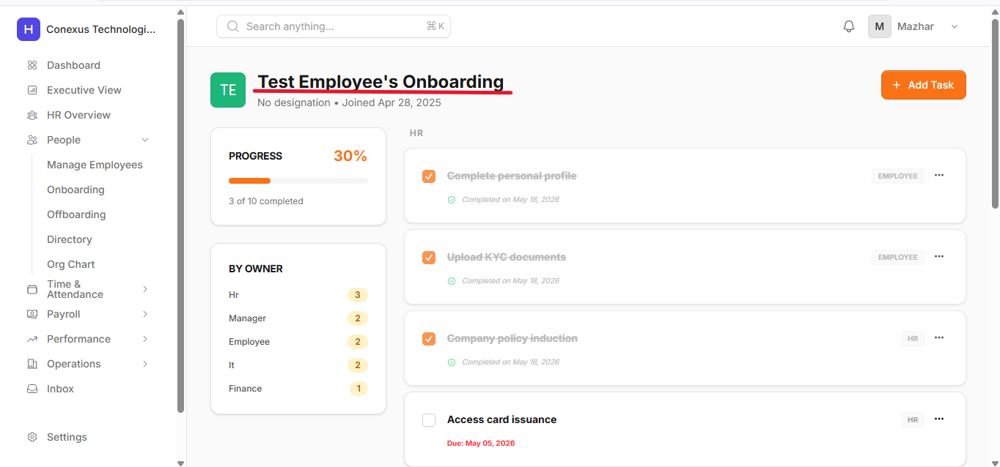 H Conexus Technologi...
Search anything... ⌘ K
M Mazhar
Dashboard
Executive View
HR Overview
People
Manage Employees
Onboarding
Offboarding
Directory
Org Chart
Time &
Attendance
Payroll
Performance
Operations
Inbox
Settings
TE
Test Employee's Onboarding
No designation • Joined Apr 28, 2025
+ Add Task
PROGRESS 30%
3 of 10 completed
BY OWNER
Hr 3
Manager 2
Employee 2
It 2
Finance 1
HR
Complete personal profile EMPLOYEE
Completed on May 18, 2026
Upload KYC documents EMPLOYEE
Completed on May 18, 2026
Company policy induction HR
Completed on May 18, 2026
Access card issuance HR
Due: May 05, 2026